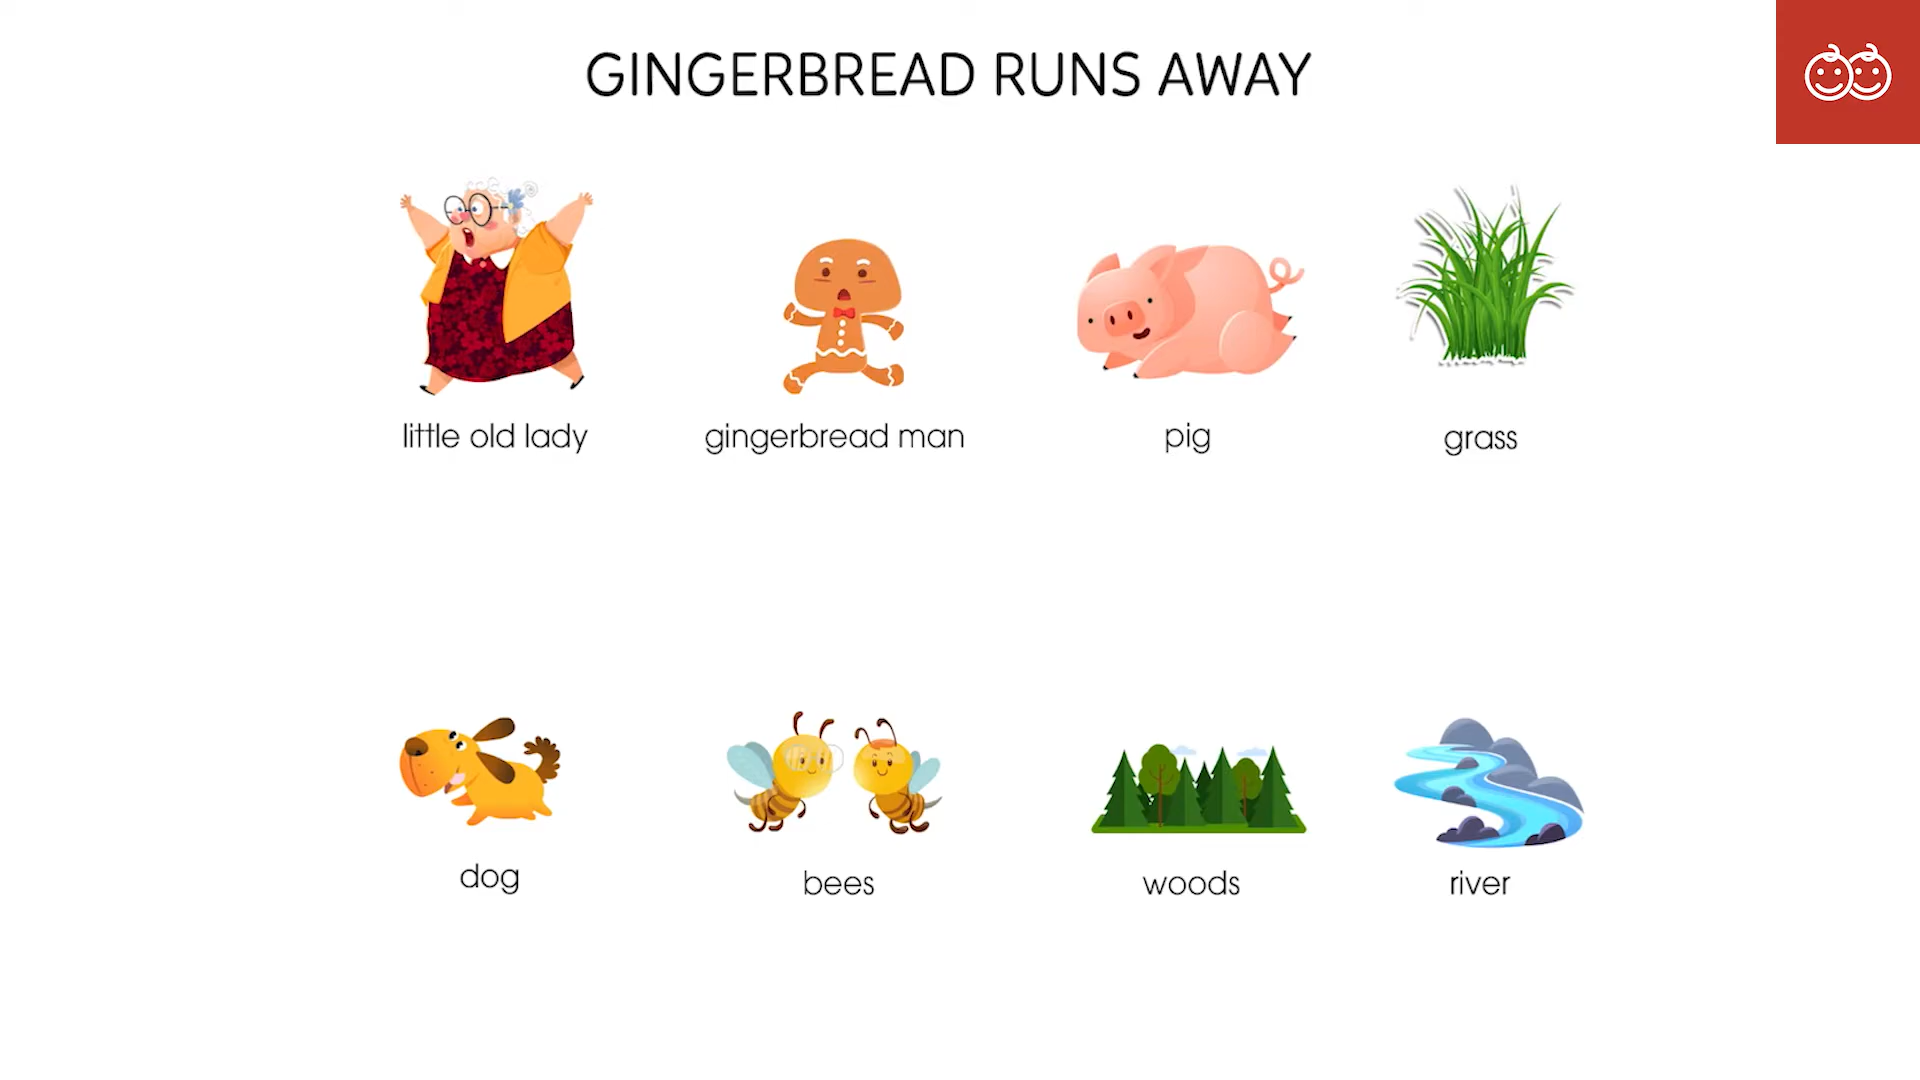 GINGERBREAD RUNS AWAY
little old lady
gingerbread man
pig
grass
dog
bees
woods
river